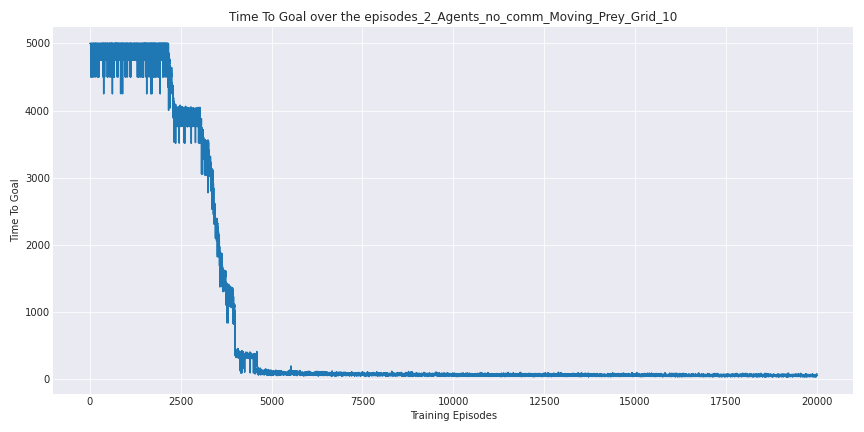 Time To Goal over the episodes_2_Agents_no_comm_Moving_Prey_Grid_10
5000
4000
3000
2000
1000
0
Time To Goal
0 2500 5000 7500 10000 12500 15000 17500 20000
Training Episodes